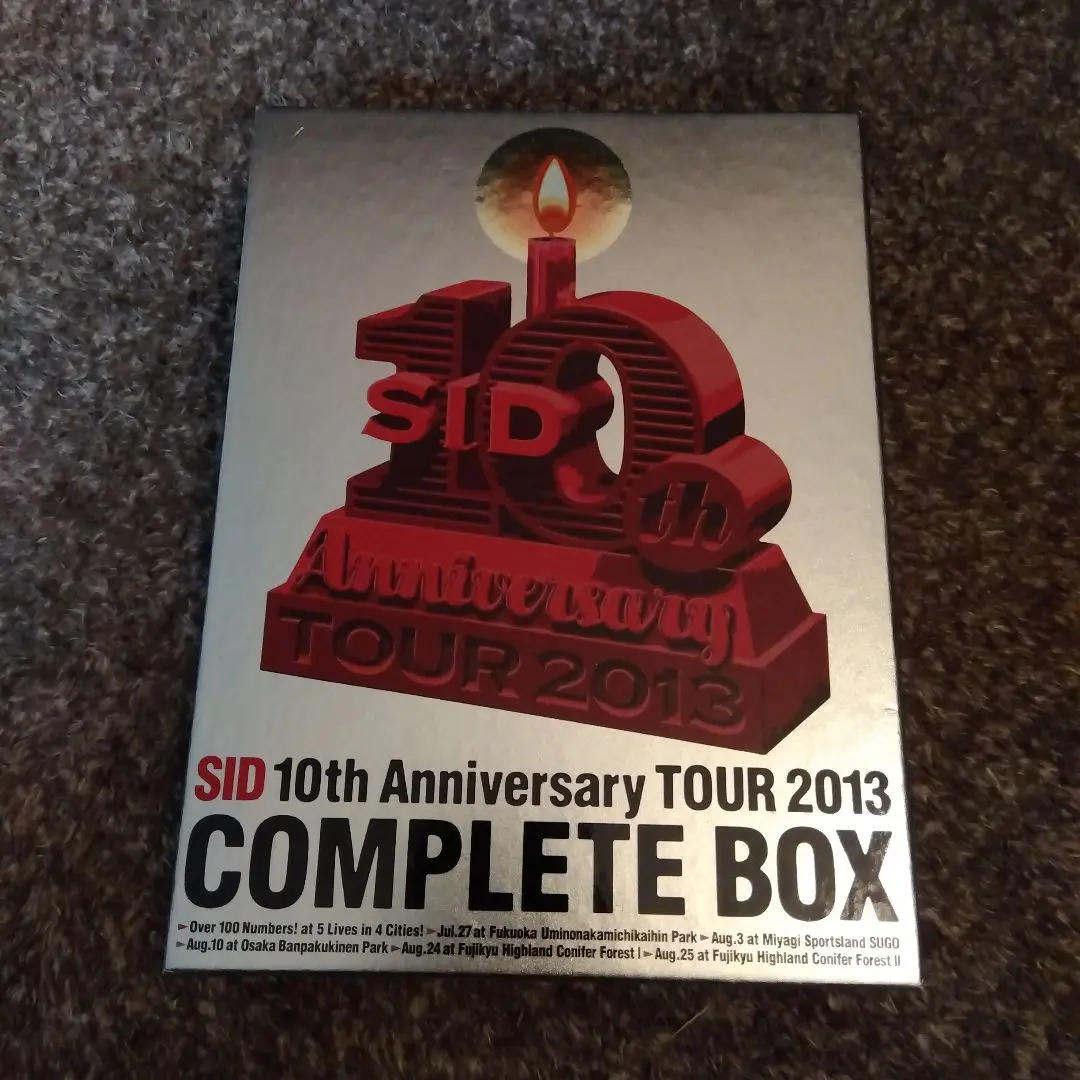 SID
10th
Anniversary
TOUR 2013
SID 10th Anniversary TOUR 2013
COMPLETE BOX
►Over 100 Numbers! at 5 Lives in 4 Cities! ►Jul.27 at Fukuoka Uminonakamichikaihin Park ►Aug.3 at Miyagi Sportsland SUGO
►Aug.10 at Osaka Banpakukinen Park ►Aug.24 at Fujikyu Highland Conifer Forest I ►Aug.25 at Fujikyu Highland Conifer Forest II